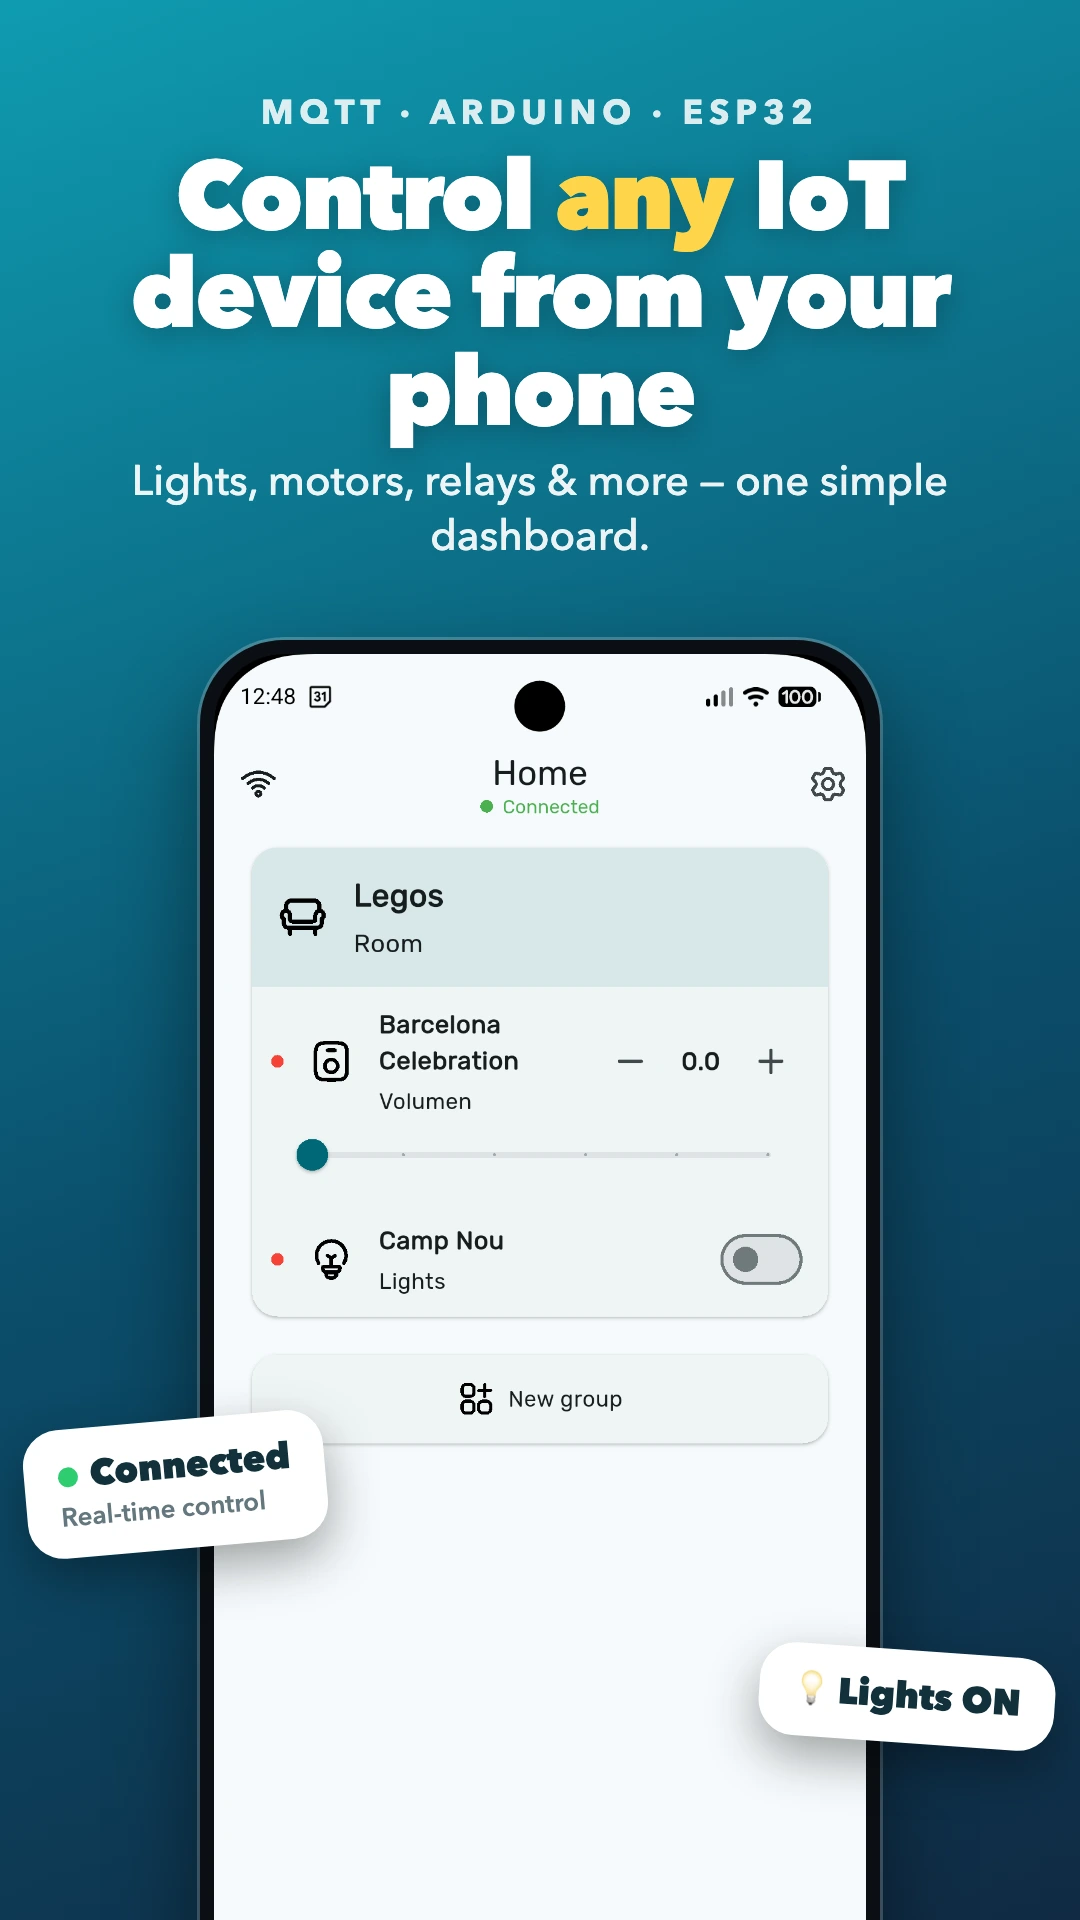 MQTT · ARDUINO · ESP32
Control any IoT
device from your
phone
Lights, motors, relays & more – one simple
dashboard.
12:48 31 100
Home
Connected
Legos
Room
Barcelona
Celebration
Volumen
0.0
Camp Nou
Lights
New group
Connected
Real-time control
Lights ON